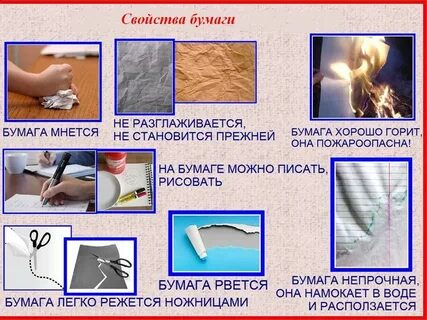 Свойства бумаги
БУМАГА МНЕТСЯ
НЕ РАЗГЛАЖИВАЕТСЯ,
НЕ СТАНОВИТСЯ ПРЕЖНЕЙ
БУМАГА ХОРОШО ГОРИТ,
ОНА ПОЖАРООПАСНА!
НА БУМАГЕ МОЖНО ПИСАТЬ,
РИСОВАТЬ
БУМАГА РВЕТСЯ
БУМАГА ЛЕГКО РЕЖЕТСЯ НОЖНИЦАМИ
БУМАГА НЕПРОЧНАЯ,
ОНА НАМОКАЕТ В ВОДЕ
И РАСПОЛЗАЕТСЯ